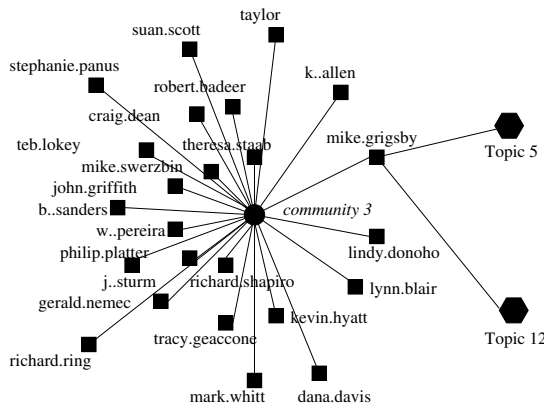 taylor
suan.scott
stephanie.panus
k..allen
robert.badeer
craig.dean
mike.grigsby
teb.lokey
theresa.staab
Topic 5
mike.swerzbin
john.griffith
b..sanders
community 3
w..pereira
philip.platter
lindy.donoho
j..sturm
richard.shapiro
lynn.blair
gerald.nemec
kevin.hyatt
tracy.geaccone
Topic 12
richard.ring
mark.whitt
dana.davis